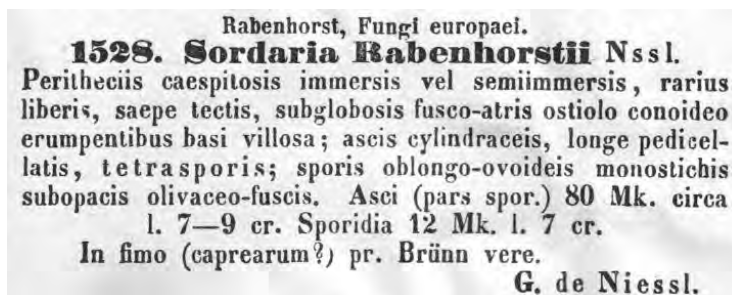 Rabenhorst, Fungi europaei.
1528. Sordaria Rabenhorstii Nssl.
Peritheciis caespitosis immersis vel semiimmersis, rarius
liberis, saepe tectis, subglobosis fusco-atris ostiolo conoideo
erumpentibus basi villosa; ascis cylindraceis, longe pedicel-
latis, tetrasporis; sporis oblongo-ovoideis monostichis
subopacis olivaceo-fuscis. Asci (pars spor.) 80 Mk. circa
l. 7—9 cr. Sporidia 12 Mk. l. 7 cr.
In fimo (caprearum?) pr. Brünn vere.
G. de Niessl.